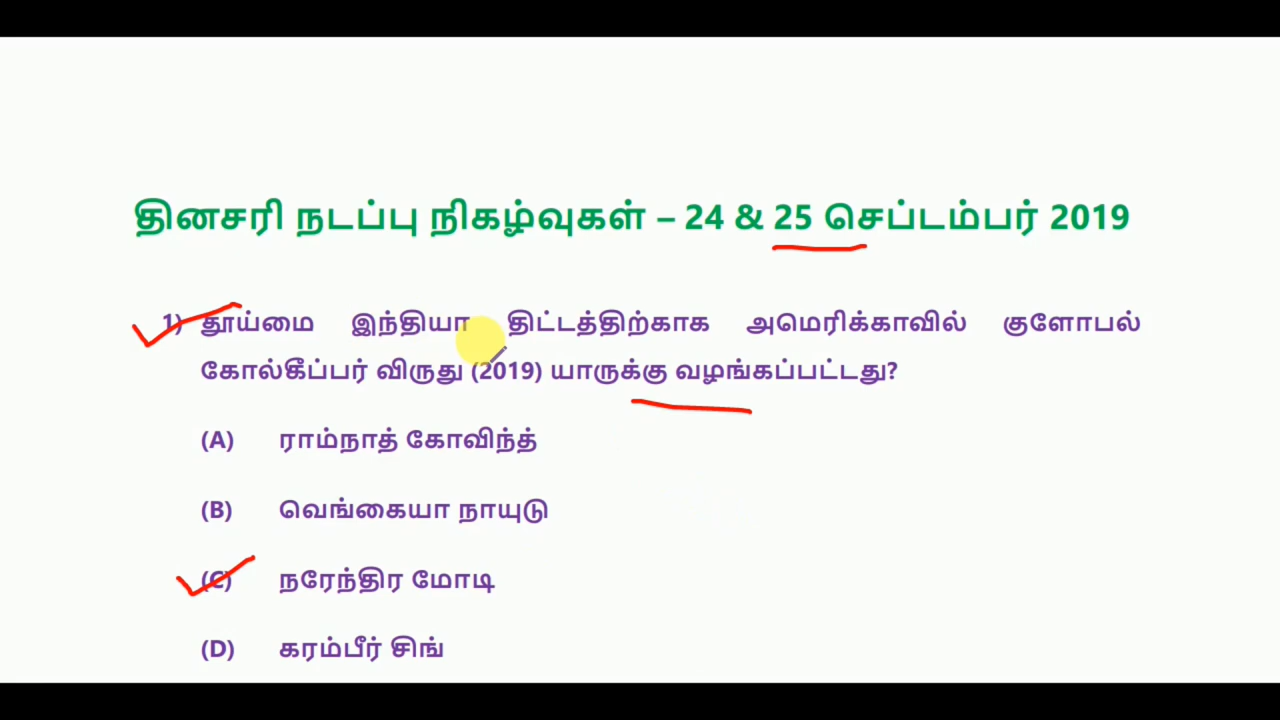 தினசரி நடப்பு நிகழ்வுகள் – 24 & 25 செப்டம்பர் 2019
1) தூய்மை இந்தியா திட்டத்திற்காக அமெரிக்காவில் குளோபல்
கோல்கீப்பர் விருது (2019) யாருக்கு வழங்கப்பட்டது?
(A) ராம்நாத் கோவிந்த்
(B) வெங்கையா நாயுடு
(C) நரேந்திர மோடி
(D) கரம்பீர் சிங்